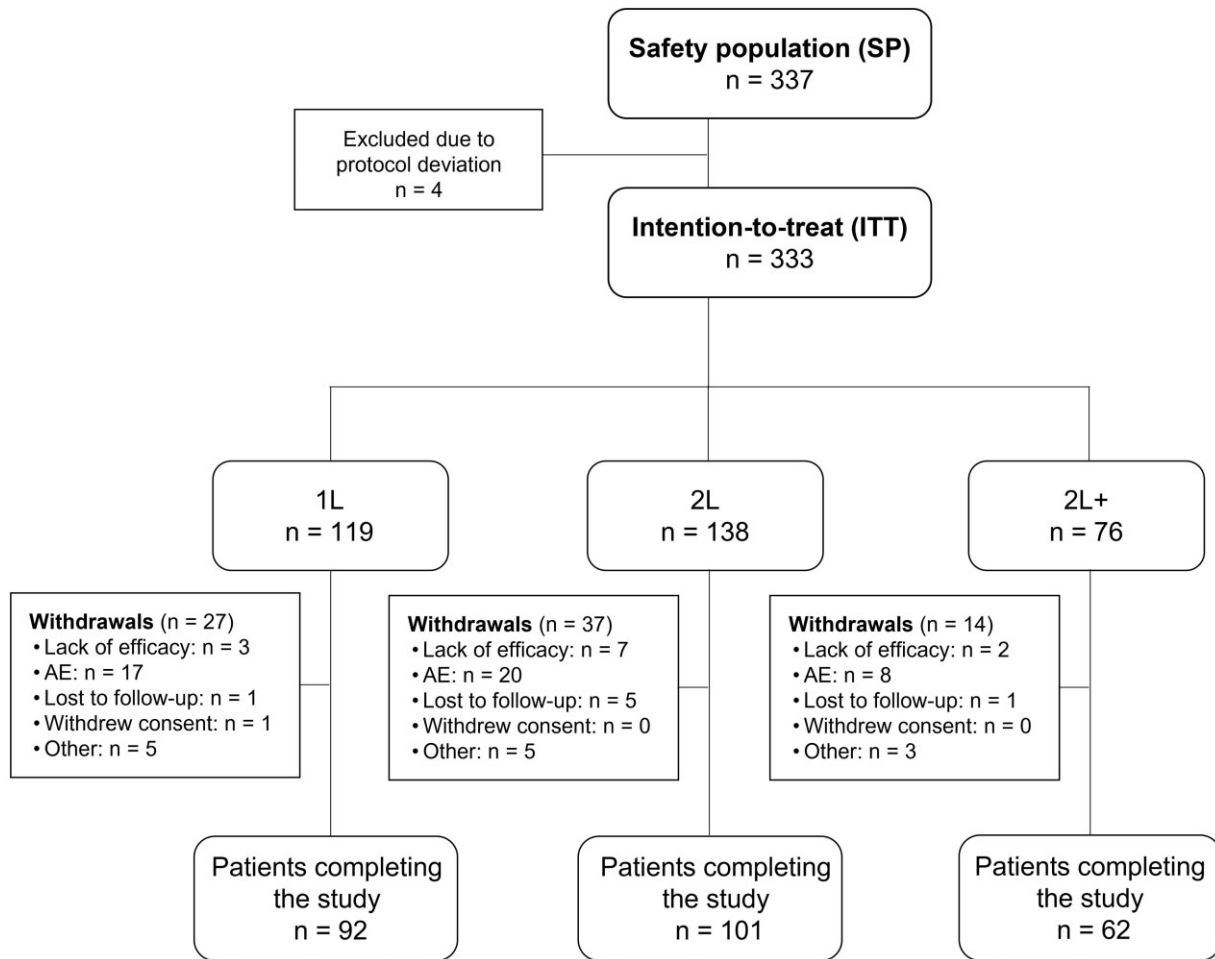 Safety population (SP)
n = 337
Excluded due to
protocol deviation
n = 4
Intention-to-treat (ITT)
n = 333
1L
n = 119
2L
n = 138
2L+
n = 76
Withdrawals (n = 27)
• Lack of efficacy: n = 3
• AE: n = 17
• Lost to follow-up: n = 1
• Withdrew consent: n = 1
• Other: n = 5
Withdrawals (n = 37)
• Lack of efficacy: n = 7
• AE: n = 20
• Lost to follow-up: n = 5
• Withdrew consent: n = 0
• Other: n = 5
Withdrawals (n = 14)
• Lack of efficacy: n = 2
• AE: n = 8
• Lost to follow-up: n = 1
• Withdrew consent: n = 0
• Other: n = 3
Patients completing
the study
n = 92
Patients completing
the study
n = 101
Patients completing
the study
n = 62